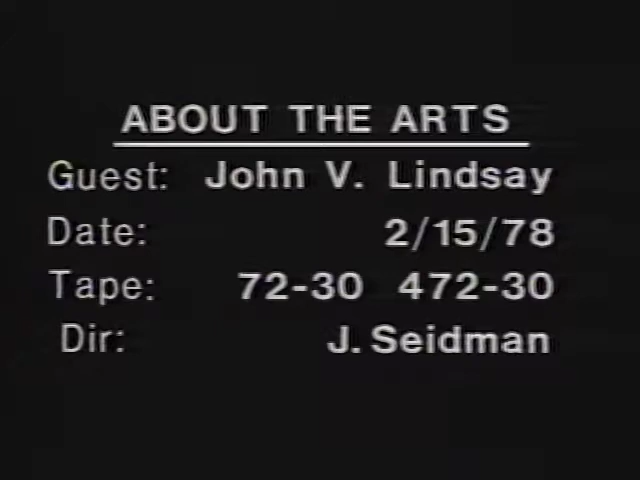 ABOUT THE ARTS
Guest: John V. Lindsay
Date: 2/15/78
Tape: 72-30 472-30
Dir: J. Seidman